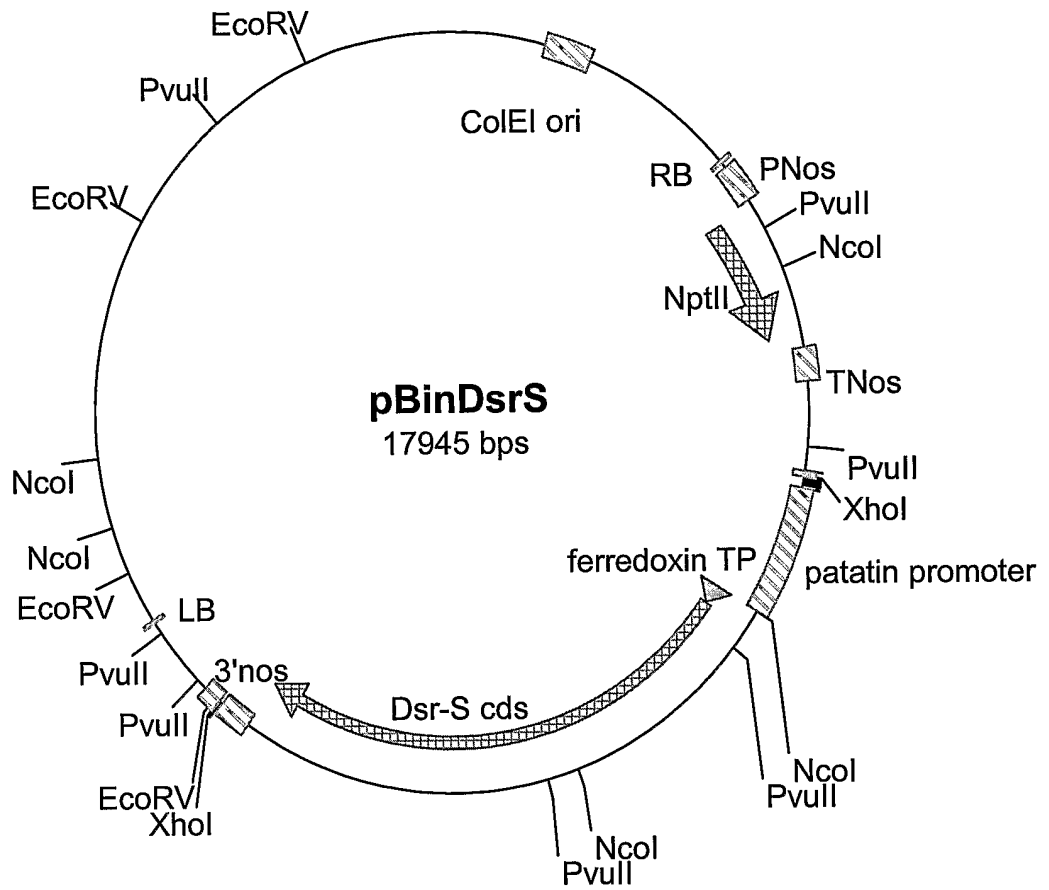 EcoRV
PvuII
ColEI ori
RB
PNos
EcoRV
PvuII
NcoI
NptII
TNos
pBinDsrS
17945 bps
PvuII
NcoI
XhoI
NcoI
ferredoxin TP
patatin promoter
EcoRV
LB
PvuII
3'nos
Dsr-S cds
PvuII
NcoI
EcoRV
PvuII
XhoI
NcoI
PvuII